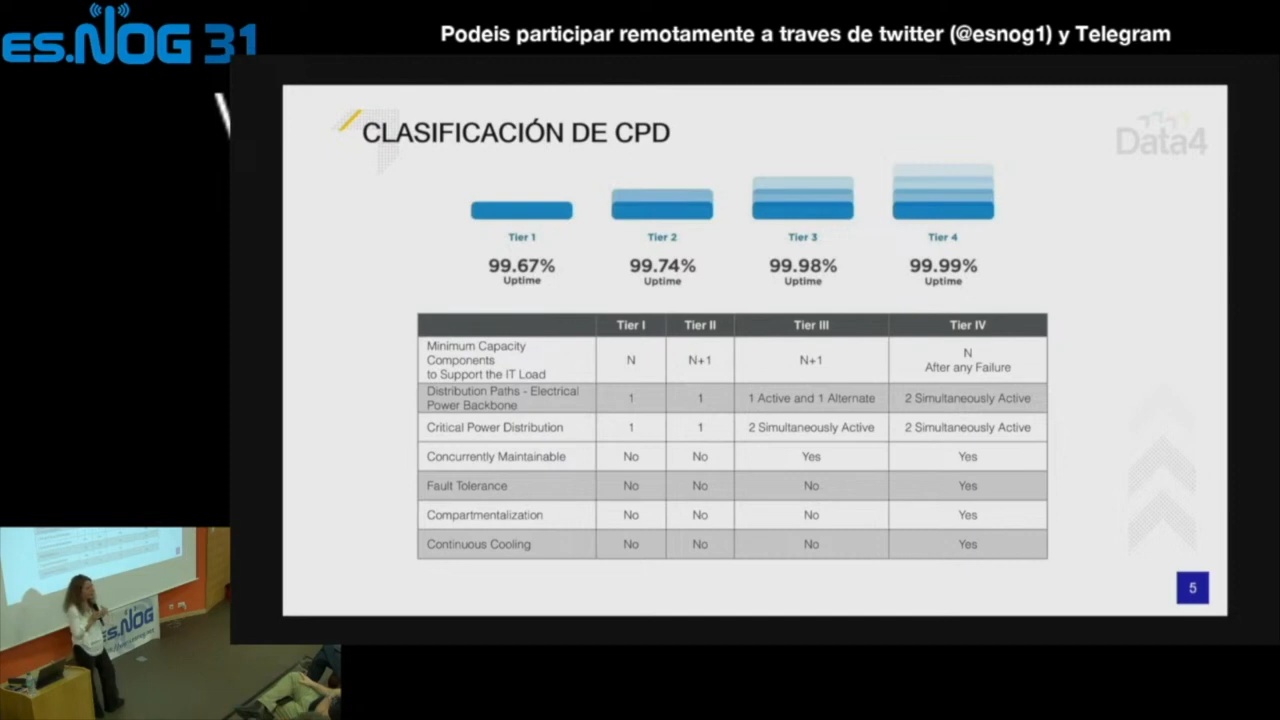 es.NOG 31
Podeis participar remotamente a traves de twitter (@esnog1) y Telegram
CLASIFICACIÓN DE CPD
Data4
Tier 1
Tier 2
Tier 3
Tier 4
99.67%
99.74%
99.98%
99.99%
Uptime
Uptime
Uptime
Uptime
Tier I
Tier II
Tier III
Tier IV
Minimum Capacity
Components
to Support the IT Load
N
N+1
N+1
N
After any Failure
Distribution Paths - Electrical
Power Backbone
1
1
1 Active and 1 Alternate
2 Simultaneously Active
Critical Power Distribution
1
1
2 Simultaneously Active
2 Simultaneously Active
Concurrently Maintainable
No
No
Yes
Yes
Fault Tolerance
No
No
No
Yes
Compartmentalization
No
No
No
Yes
Continuous Cooling
No
No
No
Yes
5
es.NOG